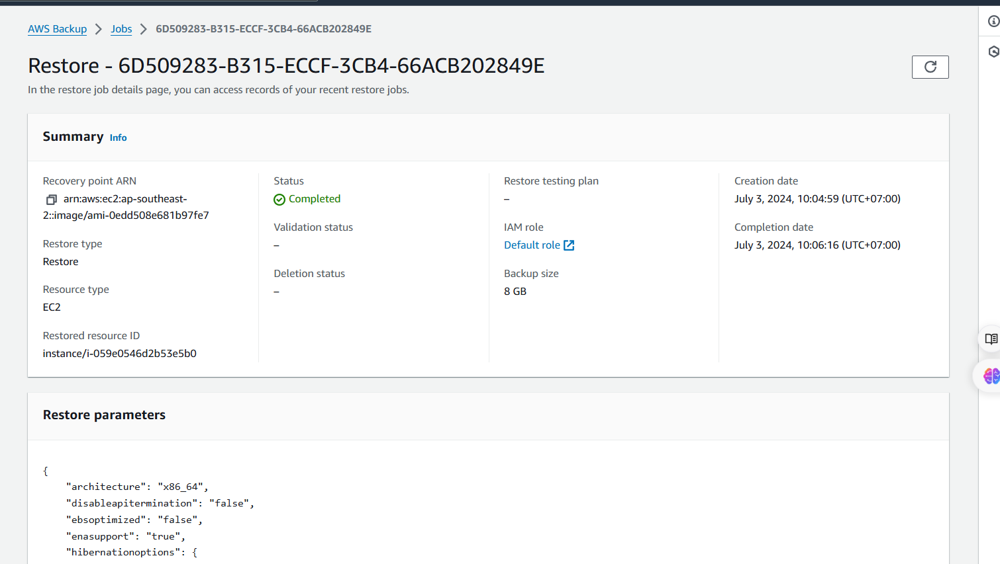 AWS Backup > Jobs > 6D509283-B315-ECCF-3CB4-66ACB202849E
Restore - 6D509283-B315-ECCF-3CB4-66ACB202849E
In the restore job details page, you can access records of your recent restore jobs.
Summary Info
Recovery point ARN
arn:aws:ec2:ap-southeast-
2::image/ami-0edd508e681b97fe7
Restore type
Restore
Resource type
EC2
Restored resource ID
instance/i-059e0546d2b53e5b0
Status
Completed
Validation status
–
Deletion status
–
Restore testing plan
–
IAM role
Default role
Backup size
8 GB
Creation date
July 3, 2024, 10:04:59 (UTC+07:00)
Completion date
July 3, 2024, 10:06:16 (UTC+07:00)
Restore parameters
{
"architecture": "x86_64",
"disableapitermination": "false",
"ebsoptimized": "false",
"enasupport": "true",
"hibernationoptions": {